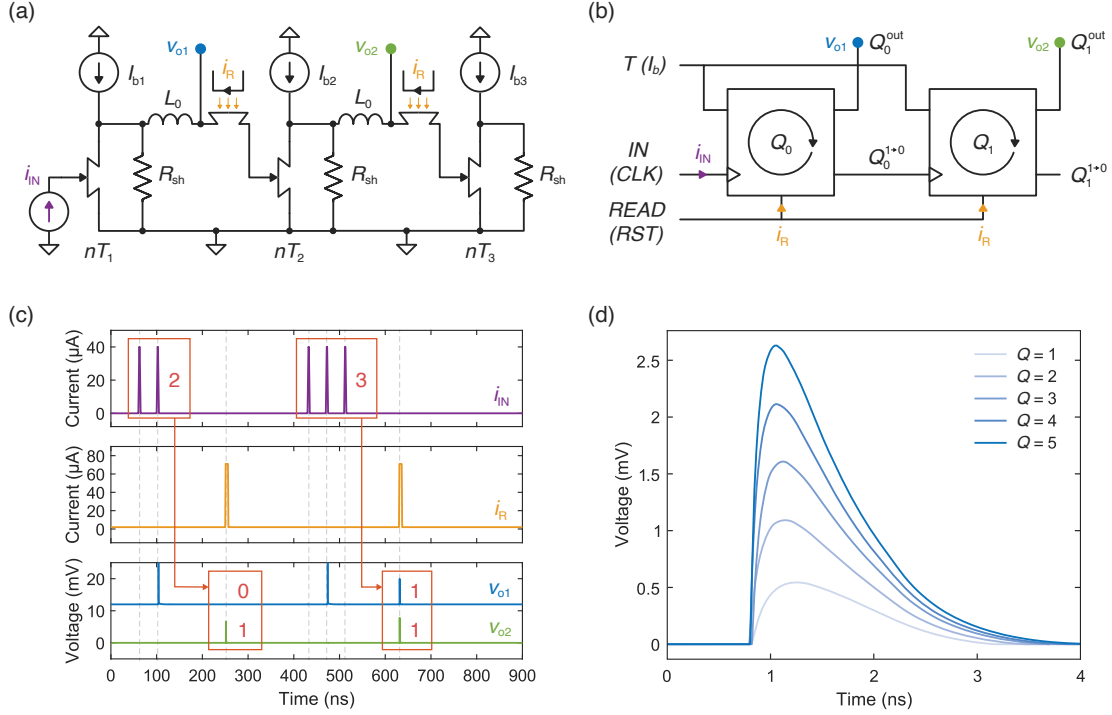 (a)
v_o1
v_o2
I_b1
i_R
I_b2
i_R
I_b3
L_0
L_0
i_IN
R_sh
R_sh
R_sh
nT_1
nT_2
nT_3
(b)
v_o1
Q_0^out
v_o2
Q_1^out
T (I_b)
Q_0
Q_1
IN
(CLK)
i_IN
Q_0^1→0
Q_1^1→0
READ
(RST)
i_R
i_R
(c)
Current (µA)
40
20
0
2
3
i_IN
Current (µA)
80
60
40
20
0
i_R
Voltage (mV)
20
10
0
0
1
v_o1
1
1
v_o2
0 100 200 300 400 500 600 700 800 900
Time (ns)
(d)
Voltage (mV)
2.5
2
1.5
1
0.5
0
Q = 1
Q = 2
Q = 3
Q = 4
Q = 5
0 1 2 3 4
Time (ns)